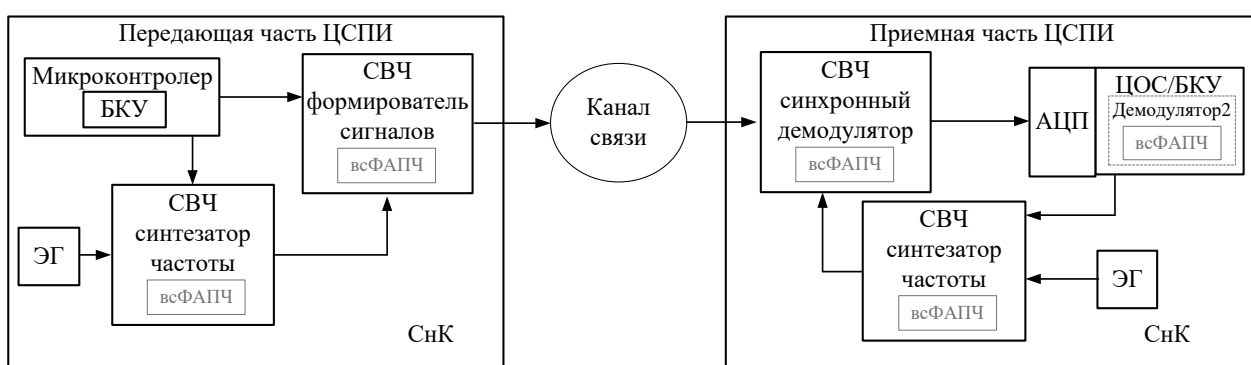 Передающая часть ЦСПИ
Микроконтролер
БКУ
СВЧ
формирователь
сигналов
всФАПЧ
СВЧ
синтезатор
частоты
всФАПЧ
ЭГ
СнК
Канал
связи
Приемная часть ЦСПИ
СВЧ
синхронный
демодулятор
всФАПЧ
АЦП
ЦОС/БКУ
Демодулятор2
всФАПЧ
СВЧ
синтезатор
частоты
всФАПЧ
ЭГ
СнК